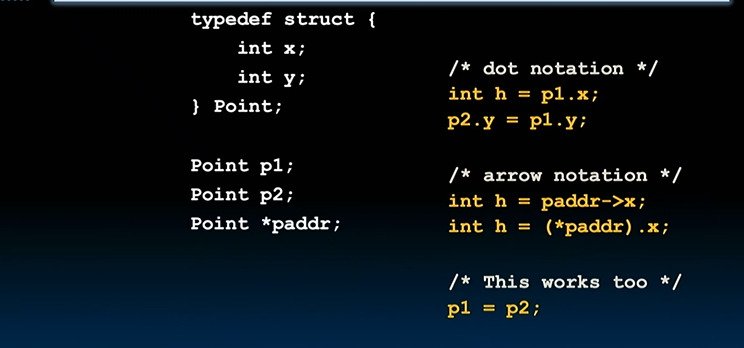 typedef struct {
int x;
int y;
} Point;
Point p1;
Point p2;
Point *paddr;
/* dot notation */
int h = p1.x;
p2.y = p1.y;
/* arrow notation */
int h = paddr->x;
int h = (*paddr).x;
/* This works too */
p1 = p2;